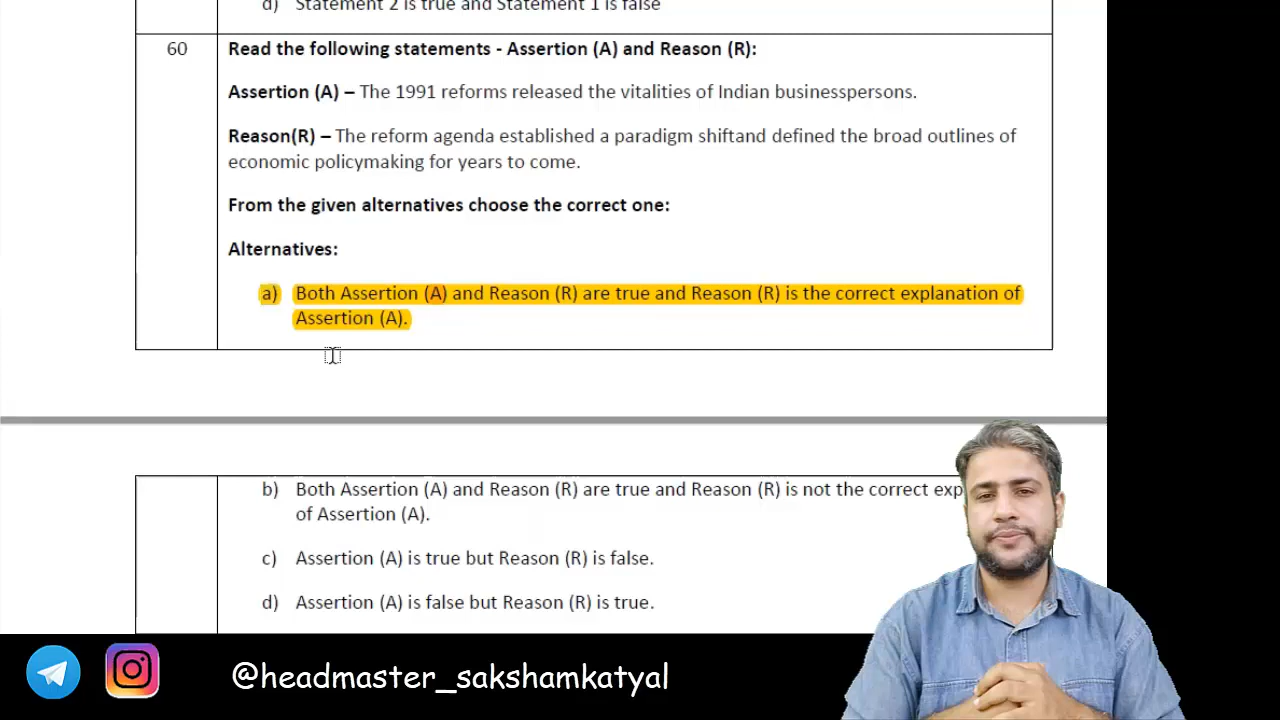 d) Statement 2 is true and Statement 1 is false
60 Read the following statements - Assertion (A) and Reason (R):
Assertion (A) – The 1991 reforms released the vitalities of Indian businesspersons.
Reason(R) – The reform agenda established a paradigm shiftand defined the broad outlines of
economic policymaking for years to come.
From the given alternatives choose the correct one:
Alternatives:
a) Both Assertion (A) and Reason (R) are true and Reason (R) is the correct explanation of
Assertion (A).
b) Both Assertion (A) and Reason (R) are true and Reason (R) is not the correct exp
of Assertion (A).
c) Assertion (A) is true but Reason (R) is false.
d) Assertion (A) is false but Reason (R) is true.
@headmaster_sakshamkatyal